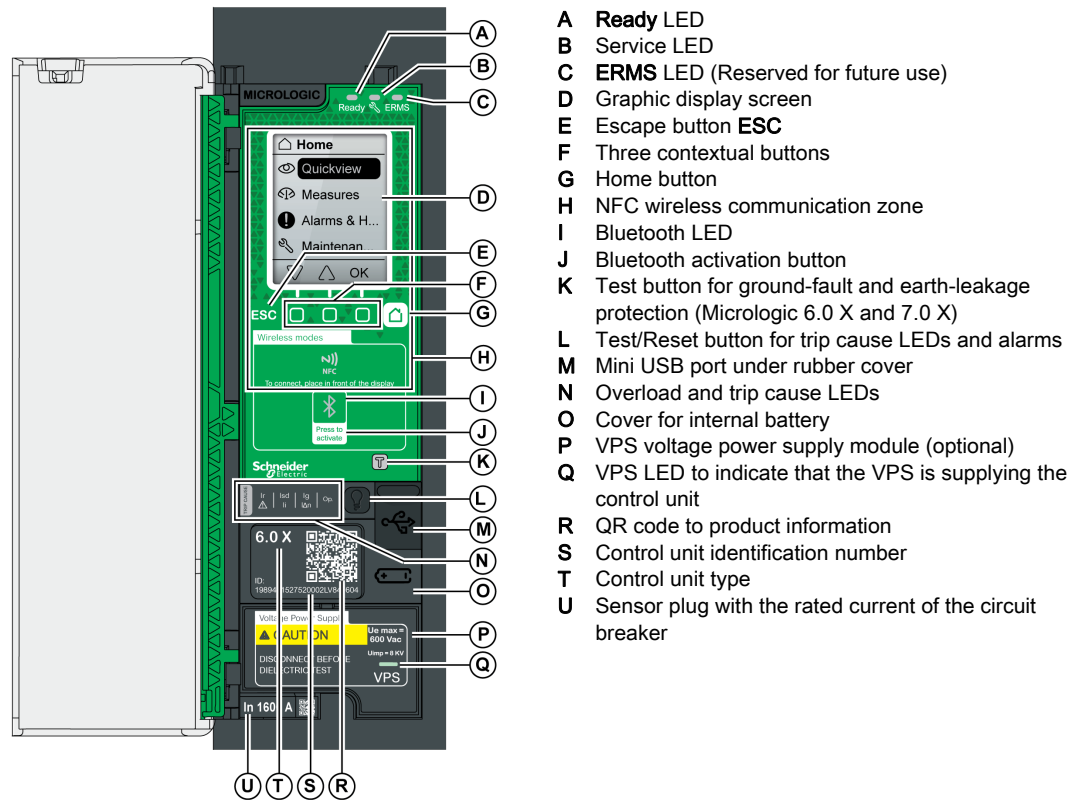 MICROLOGIC
Ready ERMS
Home
Quickview
Measures
Alarms & H...
Maintenan...
OK
ESC
Wireless modes
NFC
To connect, place in front of the display
Press to
activate
Schneider
Electric
T
TRIP CAUSE
Ir Isd Ig Op.
Ii I∆n
6.0 X
ID:
Voltage Power Supply
CAUTION
Ue max =
600 Vac
Uimp = 8 KV
DISCONNECT BEFORE
DIELECTRIC TEST
VPS
In 160 A
A
B
C
D
E
F
G
H
I
J
K
L
M
N
O
P
Q
U T S R
A Ready LED
B Service LED
C ERMS LED (Reserved for future use)
D Graphic display screen
E Escape button ESC
F Three contextual buttons
G Home button
H NFC wireless communication zone
I Bluetooth LED
J Bluetooth activation button
K Test button for ground-fault and earth-leakage
protection (Micrologic 6.0 X and 7.0 X)
L Test/Reset button for trip cause LEDs and alarms
M Mini USB port under rubber cover
N Overload and trip cause LEDs
O Cover for internal battery
P VPS voltage power supply module (optional)
Q VPS LED to indicate that the VPS is supplying the
control unit
R QR code to product information
S Control unit identification number
T Control unit type
U Sensor plug with the rated current of the circuit
breaker